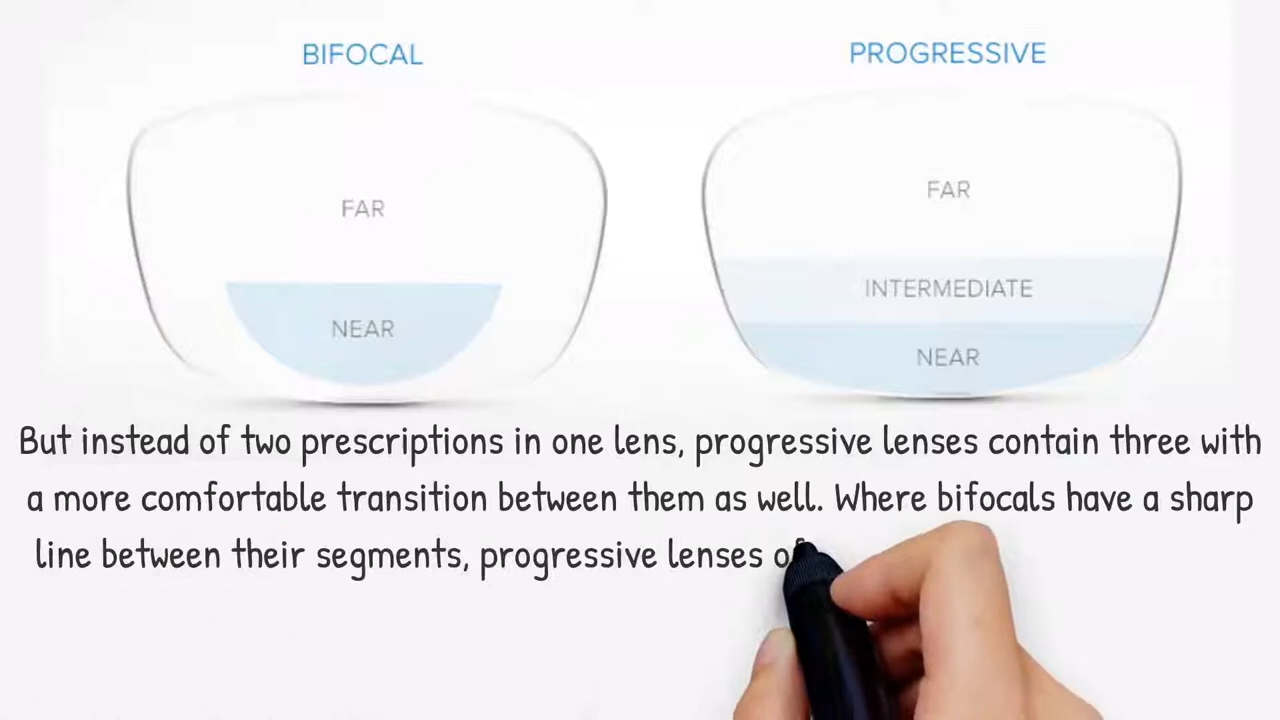 BIFOCAL
PROGRESSIVE
FAR
NEAR
FAR
INTERMEDIATE
NEAR
But instead of two prescriptions in one lens, progressive lenses contain three with
a more comfortable transition between them as well. Where bifocals have a sharp
line between their segments, progressive lenses